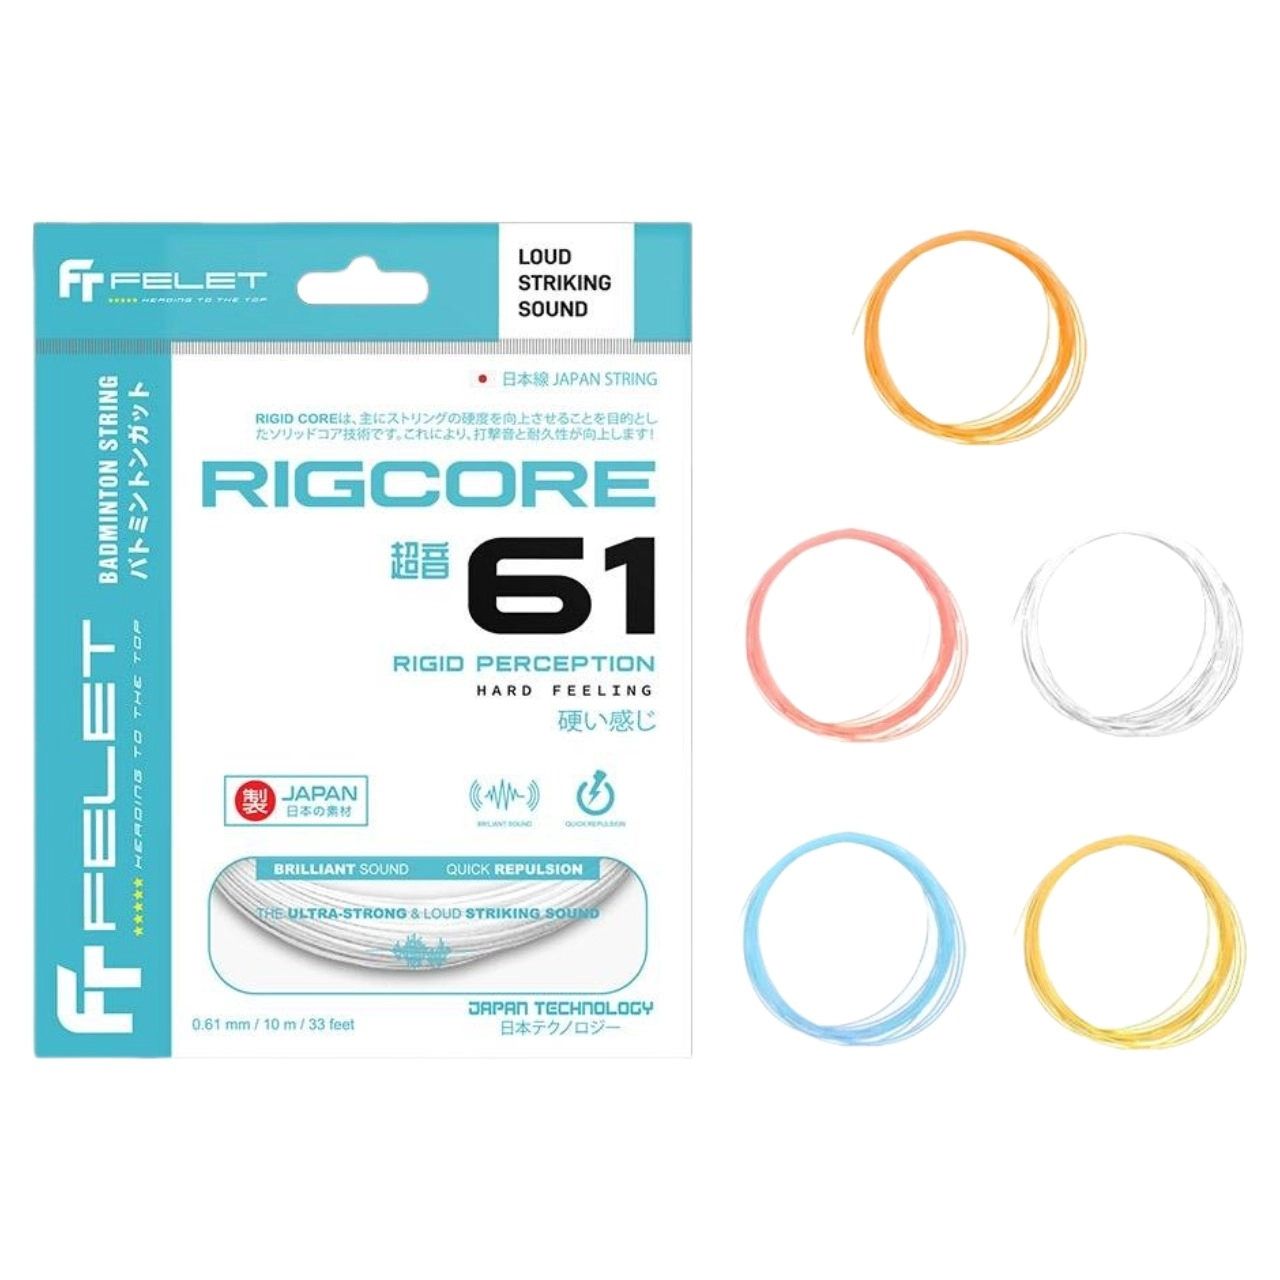 FELET
HEADING TO THE TOP
LOUD
STRIKING
SOUND
日本線 JAPAN STRING
RIGID COREは、主にストリングの硬度を向上させることを目的とし
たソリッドコア技術です。これにより、打撃音と耐久性が向上します!
RIGCORE
超音 61
RIGID PERCEPTION
HARD FEELING
硬い感じ
製 JAPAN
日本の素材
BRILIANT SOUND
QUICK REPULSION
BRILLIANT SOUND QUICK REPULSION
THE ULTRA-STRONG & LOUD STRIKING SOUND
0.61 mm / 10 m / 33 feet
JAPAN TECHNOLOGY
日本テクノロジー
BADMINTON STRING
バトミントンガット
FELET
HEADING TO THE TOP